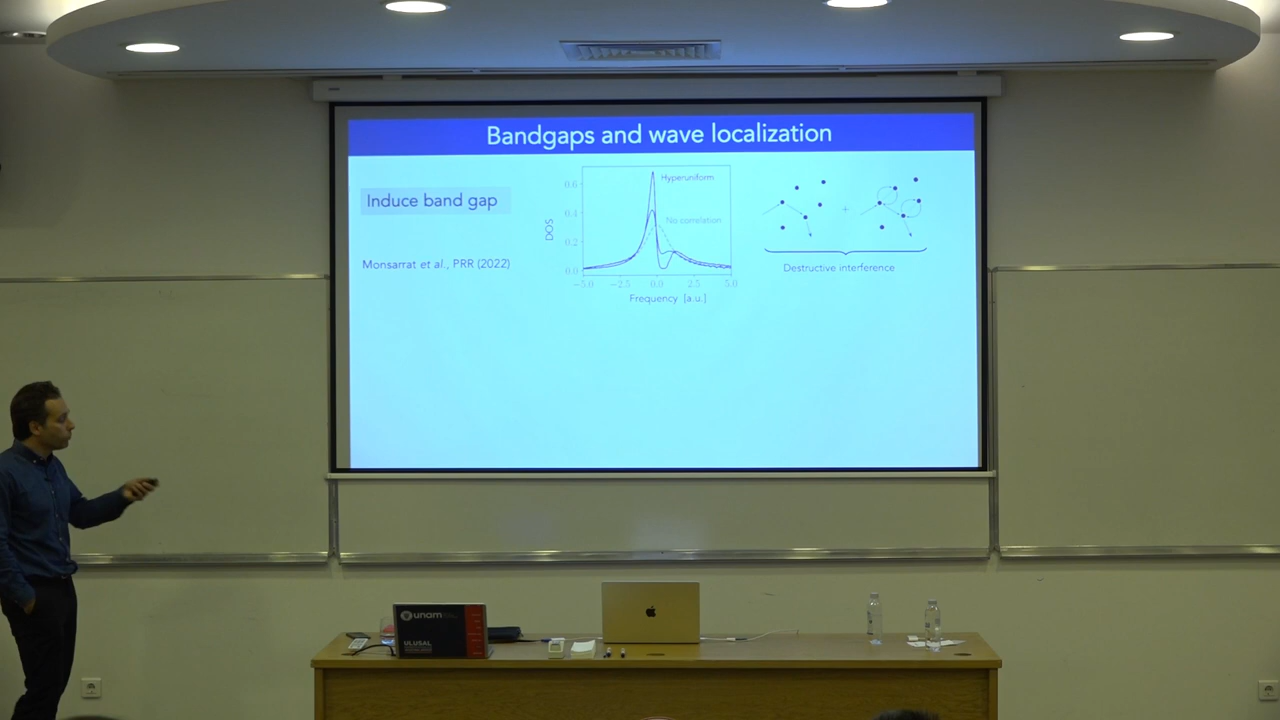 Bandgaps and wave localization
Induce band gap
Monsarrat et al., PRR (2022)
DOS
0.6
0.4
0.2
0.0
Hyperuniform
No correlation
−5.0 −2.5 0.0 2.5 5.0
Frequency [a.u.]
+
Destructive interference
unam
ULUSAL